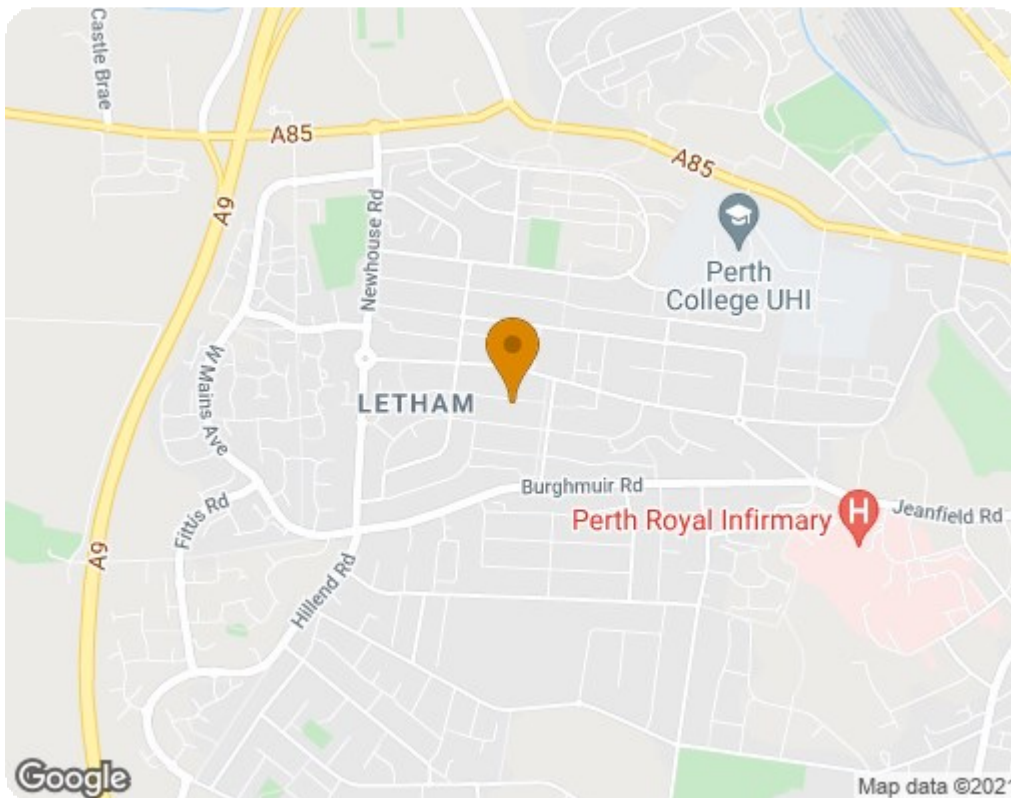 Castle Brae
A85
A85
A9
Newhouse Rd
Perth
College UHI
W Mains Ave
LETHAM
Burghmuir Rd
Jeanfield Rd
Perth Royal Infirmary
H
Fittis Rd
A9
Hillend Rd
Google
Map data ©2021